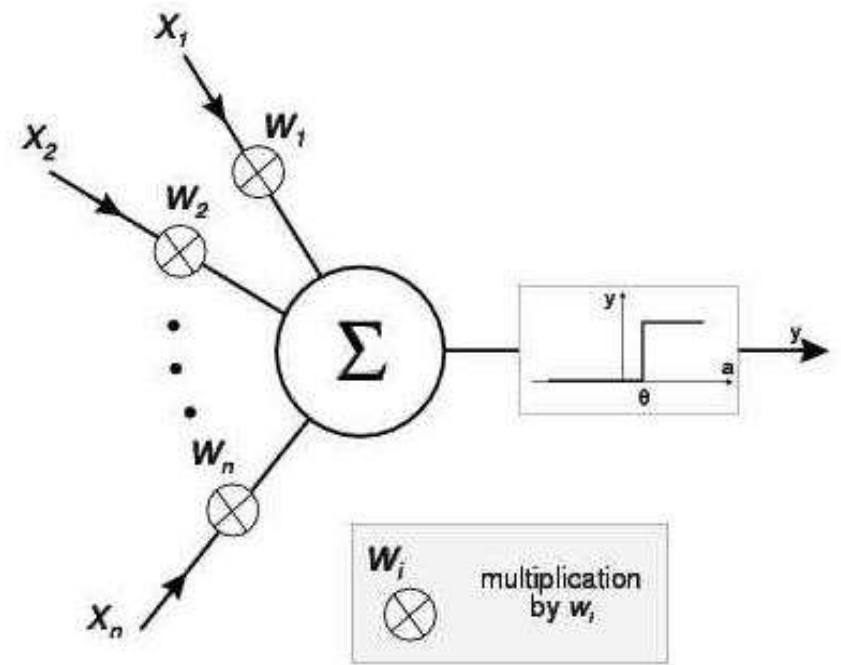 X₁
W₁
X₂
W₂
Σ
y
a
θ
y
Wₙ
Xₙ
Wᵢ
multiplication
by wᵢ